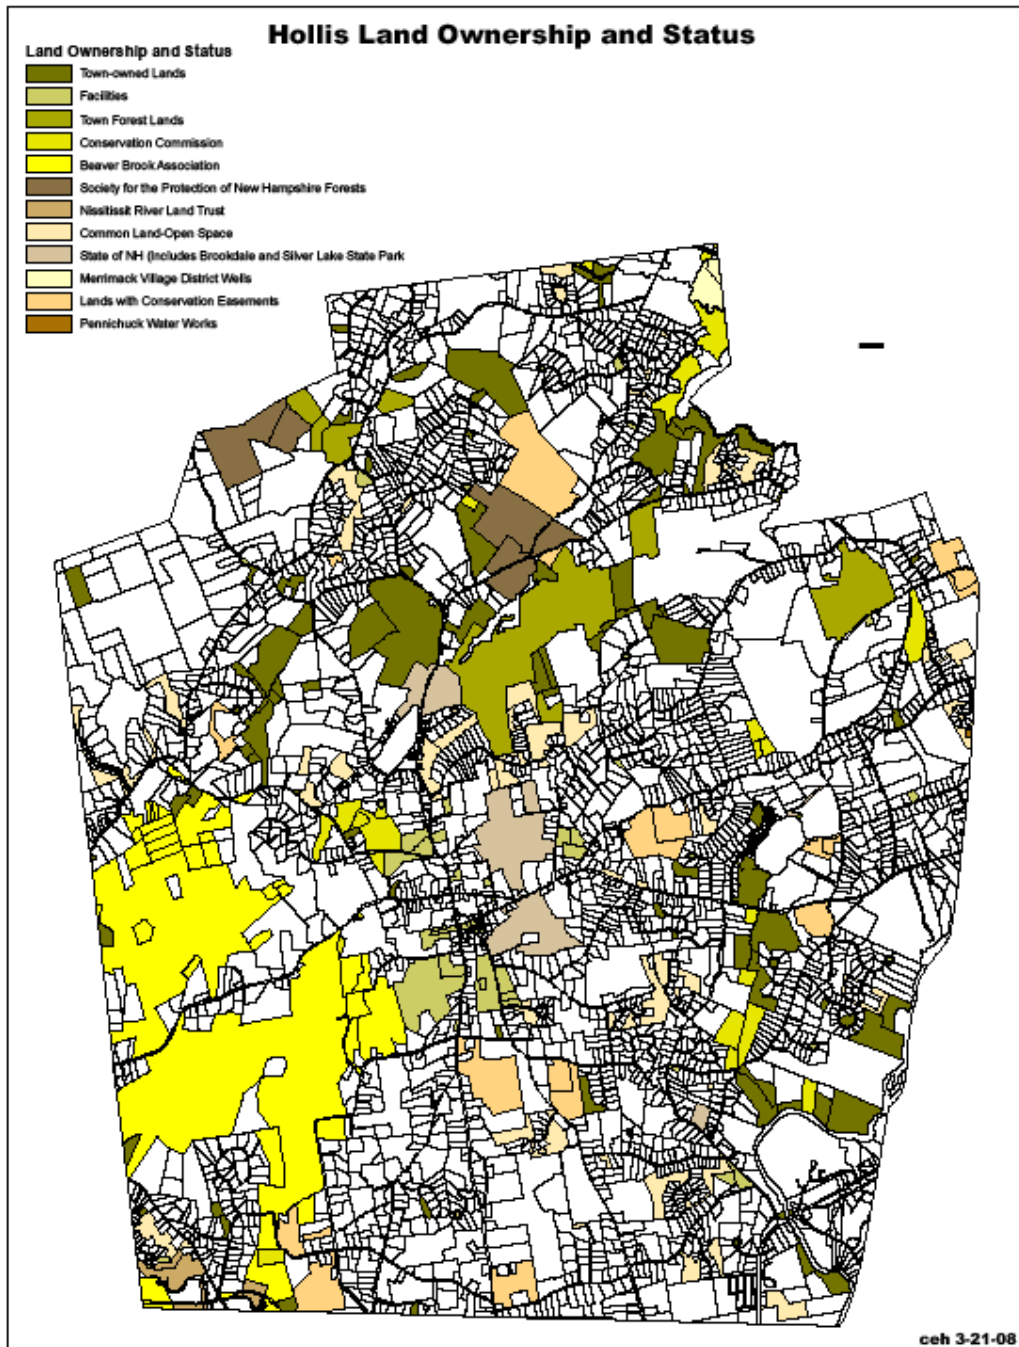 Hollis Land Ownership and Status
Land Ownership and Status
Town-owned Lands
Facilities
Town Forest Lands
Conservation Commission
Beaver Brook Association
Society for the Protection of New Hampshire Forests
Nissitissit River Land Trust
Common Land-Open Space
State of NH (Includes Brookdale and Silver Lake State Park
Merrimack Village District Wells
Lands with Conservation Easements
Pennichuck Water Works
ceh 3-21-08